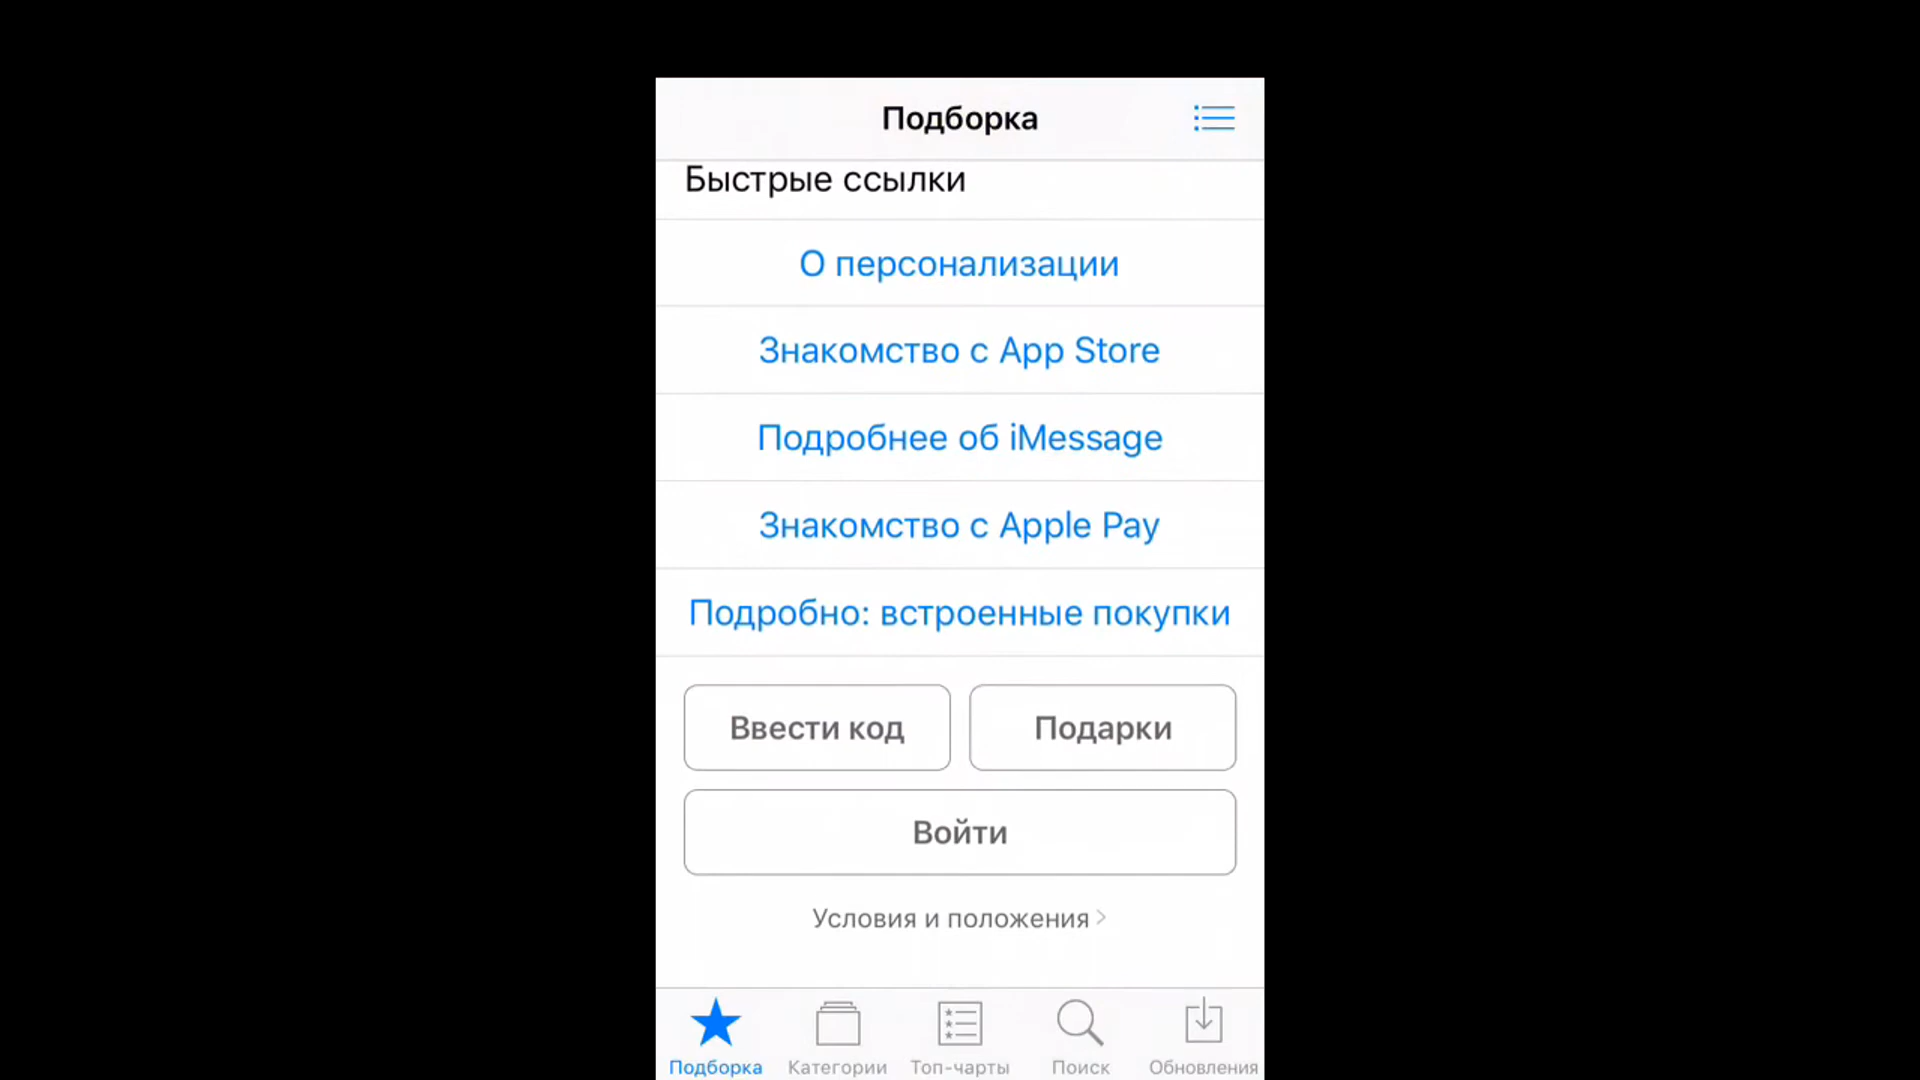 Подборка
Быстрые ссылки
О персонализации
Знакомство с App Store
Подробнее об iMessage
Знакомство с Apple Pay
Подробно: встроенные покупки
Ввести код
Подарки
Войти
Условия и положения >
Подборка
Категории
Топ-чарты
Поиск
Обновления